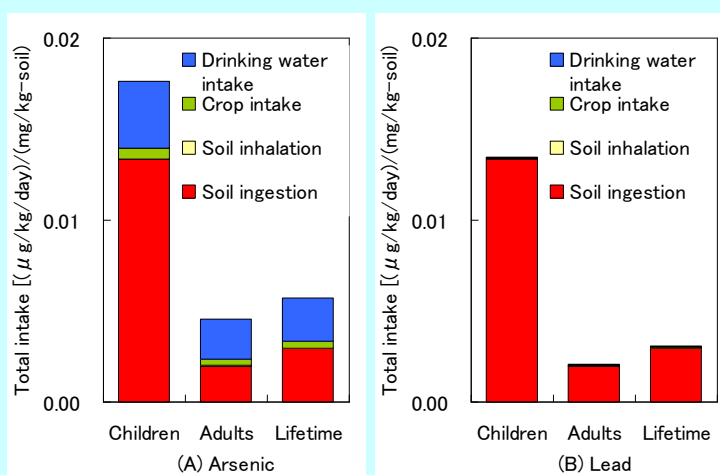 Total intake [(μg/kg/day)/(mg/kg-soil)
0.02
0.01
0.00
Drinking water
intake
Crop intake
Soil inhalation
Soil ingestion
Children Adults Lifetime
(A) Arsenic
Total intake [(μg/kg/day)/(mg/kg-soil)
0.02
0.01
0.00
Drinking water
intake
Crop intake
Soil inhalation
Soil ingestion
Children Adults Lifetime
(B) Lead